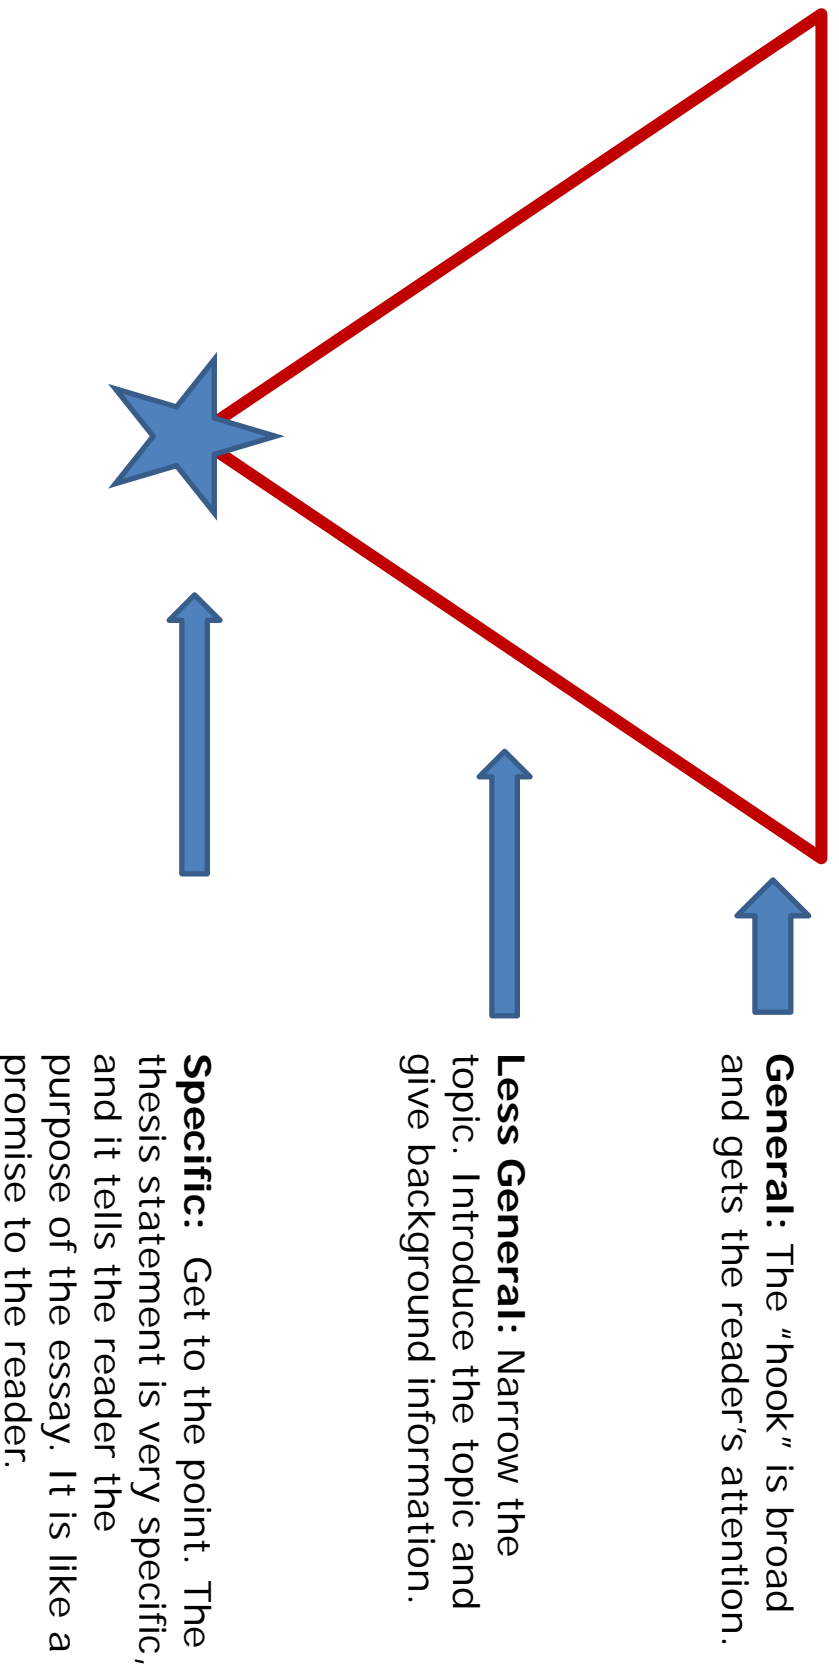 General: The “hook” is broad
and gets the reader’s attention.
Less General: Narrow the
topic. Introduce the topic and
give background information.
Specific: Get to the point. The
thesis statement is very specific,
and it tells the reader the
purpose of the essay. It is like a
promise to the reader.